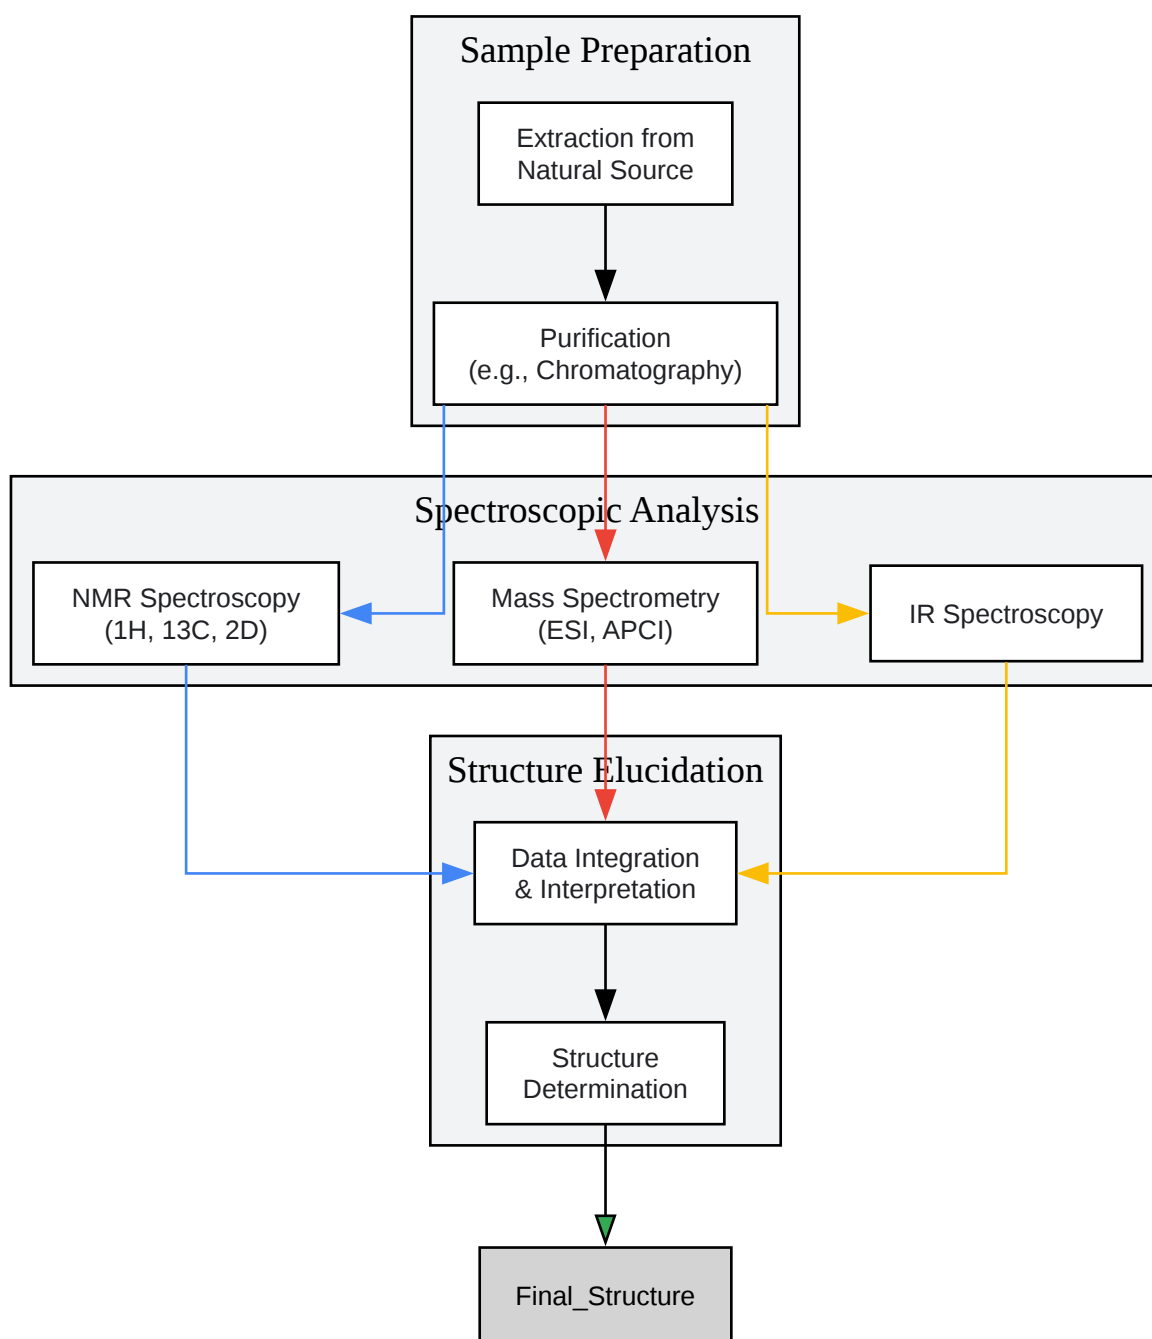 Sample Preparation
Extraction from
Natural Source
Purification
(e.g., Chromatography)
Spectroscopic Analysis
NMR Spectroscopy
(1H, 13C, 2D)
Mass Spectrometry
(ESI, APCI)
IR Spectroscopy
Structure Elucidation
Data Integration
& Interpretation
Structure
Determination
Final_Structure